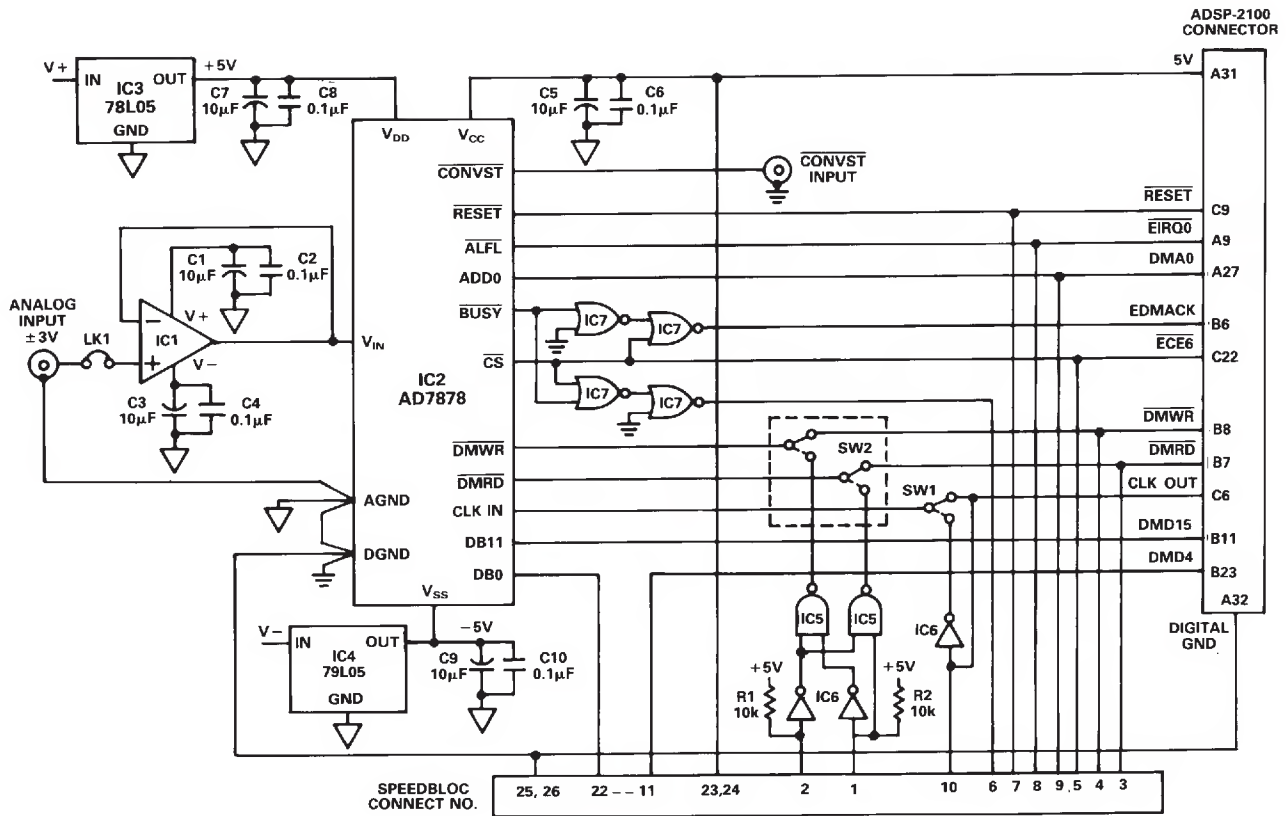 ADSP-2100
CONNECTOR
V+
IN
OUT
IC3
78L05
GND
+5V
C7
10µF
C8
0.1µF
C5
10µF
C6
0.1µF
5V
A31
V_DD
V_CC
CONVST
CONVST
INPUT
RESET
RESET
C9
ALFL
EIRQ0
A9
ADD0
DMA0
A27
C1
10µF
C2
0.1µF
V+
ANALOG
INPUT
±3V
LK1
−
+
IC1
V−
V_IN
BUSY
IC7
IC7
EDMACK
B6
CS
ECE6
C22
IC7
IC7
IC2
AD7878
C3
10µF
C4
0.1µF
DMWR
SW2
DMWR
B8
DMRD
DMRD
B7
SW1
CLK OUT
C6
AGND
CLK IN
DB11
DMD15
B11
DGND
DB0
DMD4
B23
A32
V_SS
DIGITAL
GND
IC5
IC5
IC6
V−
IN
OUT
IC4
79L05
GND
−5V
C9
10µF
C10
0.1µF
+5V
R1
10k
IC6
+5V
R2
10k
SPEEDBLOC
CONNECT NO.
25, 26
22 – – 11
23,24
2
1
10
6
7
8
9
,5
4
3